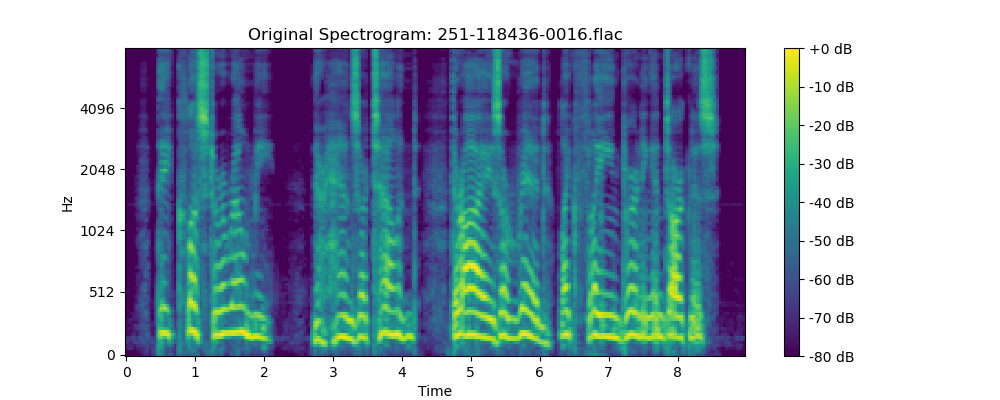 Original Spectrogram: 251-118436-0016.flac
Hz
4096
2048
1024
512
0
0 1 2 3 4 5 6 7 8
Time
+0 dB
-10 dB
-20 dB
-30 dB
-40 dB
-50 dB
-60 dB
-70 dB
-80 dB